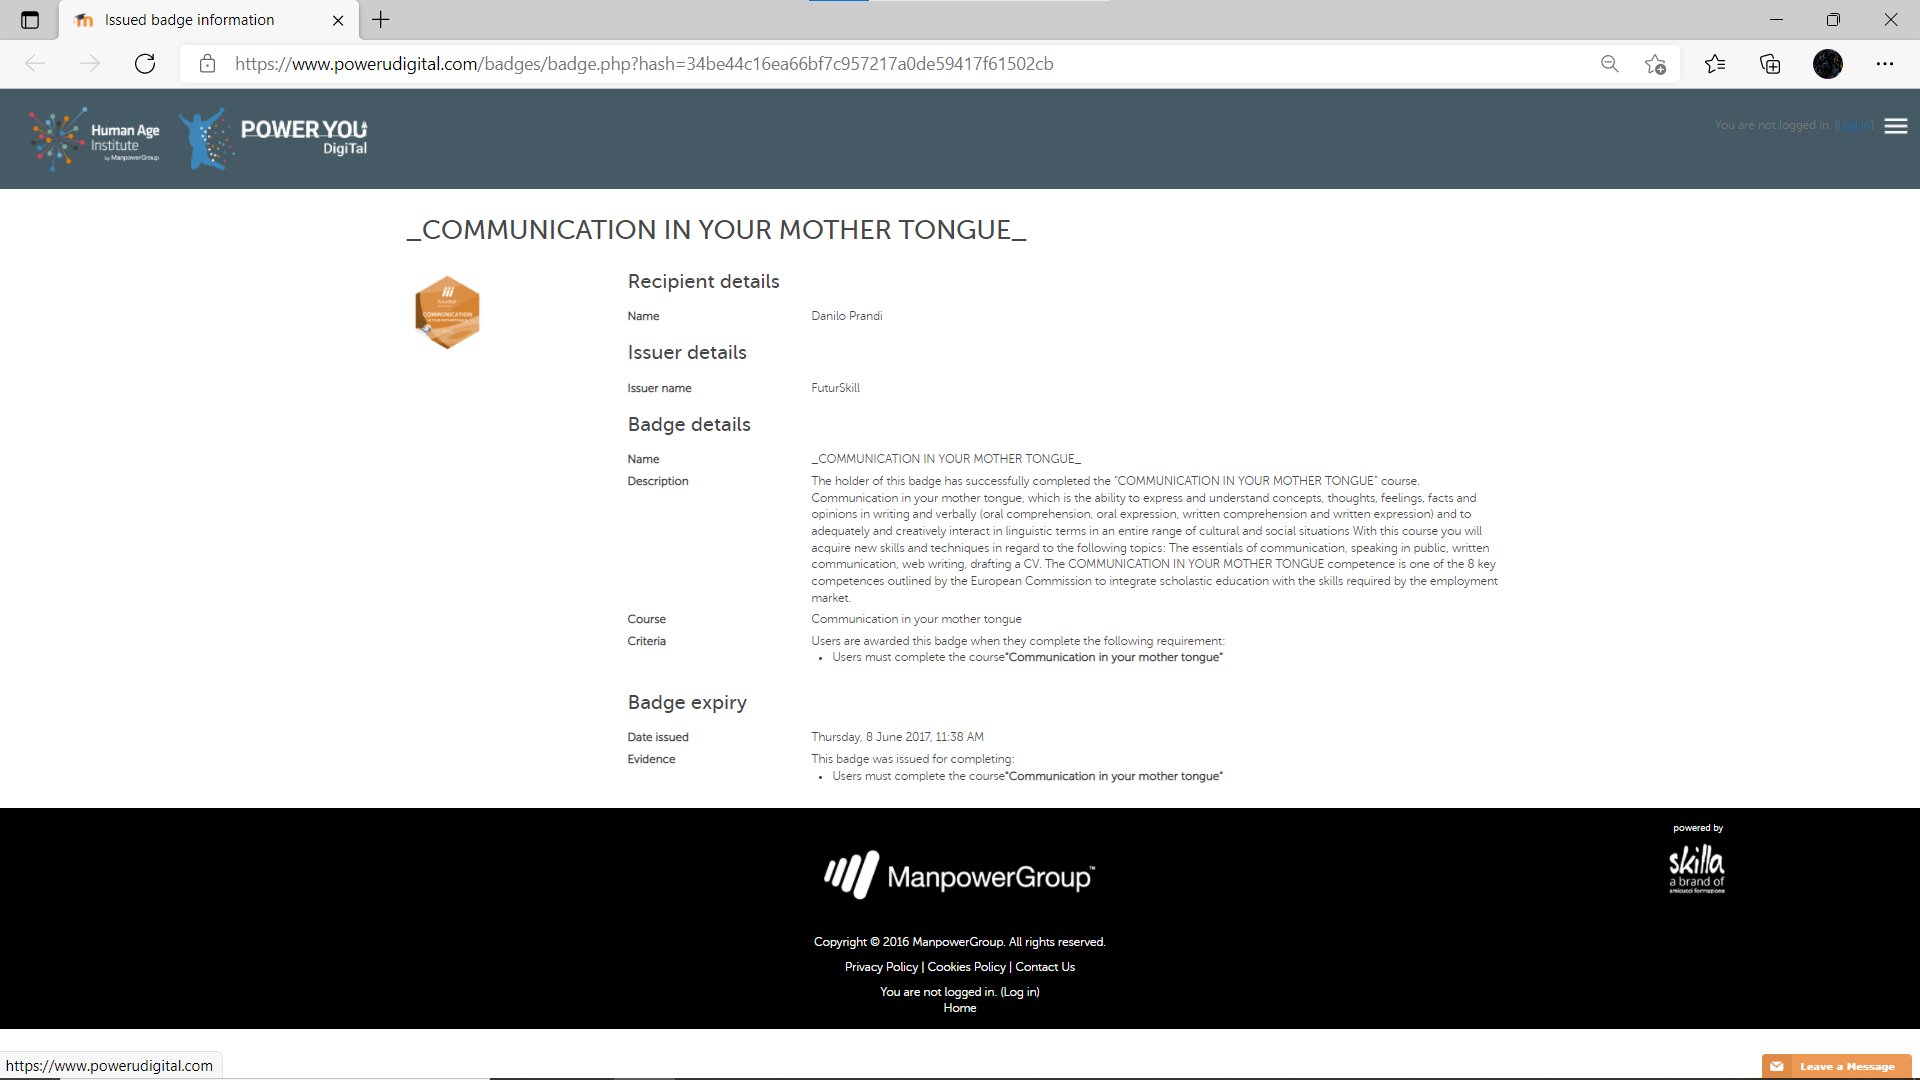 Issued badge information
https://www.powerudigital.com/badges/badge.php?hash=34be44c16ea66bf7c957217a0de59417f61502cb
Human Age
Institute
by ManpowerGroup
POWER YOU
DigiTal
You are not logged in. (Log in)
_COMMUNICATION IN YOUR MOTHER TONGUE_
COMMUNICATION
Recipient details
Name Danilo Prandi
Issuer details
Issuer name FuturSkill
Badge details
Name _COMMUNICATION IN YOUR MOTHER TONGUE_
Description The holder of this badge has successfully completed the "COMMUNICATION IN YOUR MOTHER TONGUE" course.
Communication in your mother tongue, which is the ability to express and understand concepts, thoughts, feelings, facts and
opinions in writing and verbally (oral comprehension, oral expression, written comprehension and written expression) and to
adequately and creatively interact in linguistic terms in an entire range of cultural and social situations With this course you will
acquire new skills and techniques in regard to the following topics: The essentials of communication, speaking in public, written
communication, web writing, drafting a CV. The COMMUNICATION IN YOUR MOTHER TONGUE competence is one of the 8 key
competences outlined by the European Commission to integrate scholastic education with the skills required by the employment
market.
Course Communication in your mother tongue
Criteria Users are awarded this badge when they complete the following requirement:
• Users must complete the course"Communication in your mother tongue"
Badge expiry
Date issued Thursday, 8 June 2017, 11:38 AM
Evidence This badge was issued for completing:
• Users must complete the course"Communication in your mother tongue"
powered by
skilla
a brand of
amicucci formazione
ManpowerGroup™
Copyright © 2016 ManpowerGroup. All rights reserved.
Privacy Policy | Cookies Policy | Contact Us
You are not logged in. (Log in)
Home
https://www.powerudigital.com
Leave a Message